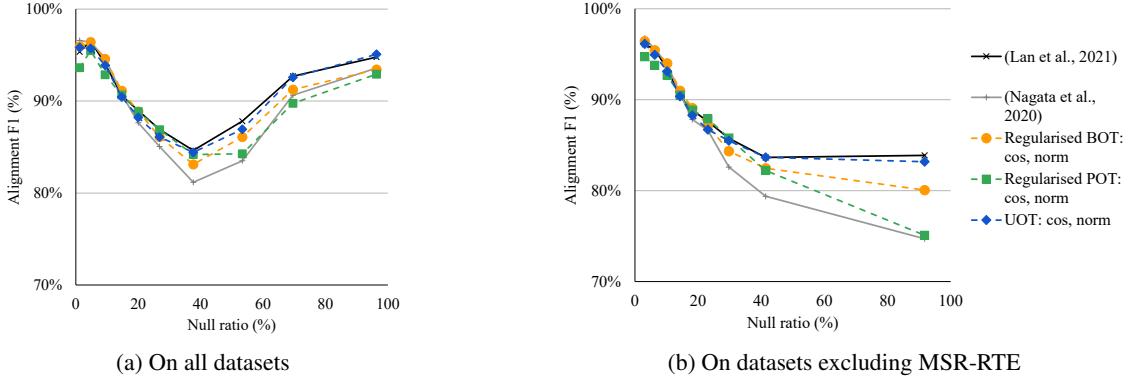 100%
90%
80%
70%
Alignment F1 (%)
0 20 40 60 80 100
Null ratio (%)
(a) On all datasets
100%
90%
80%
70%
Alignment F1 (%)
0 20 40 60 80 100
Null ratio (%)
(b) On datasets excluding MSR-RTE
(Lan et al., 2021)
(Nagata et al.,
2020)
Regularised BOT:
cos, norm
Regularised POT:
cos, norm
UOT: cos, norm